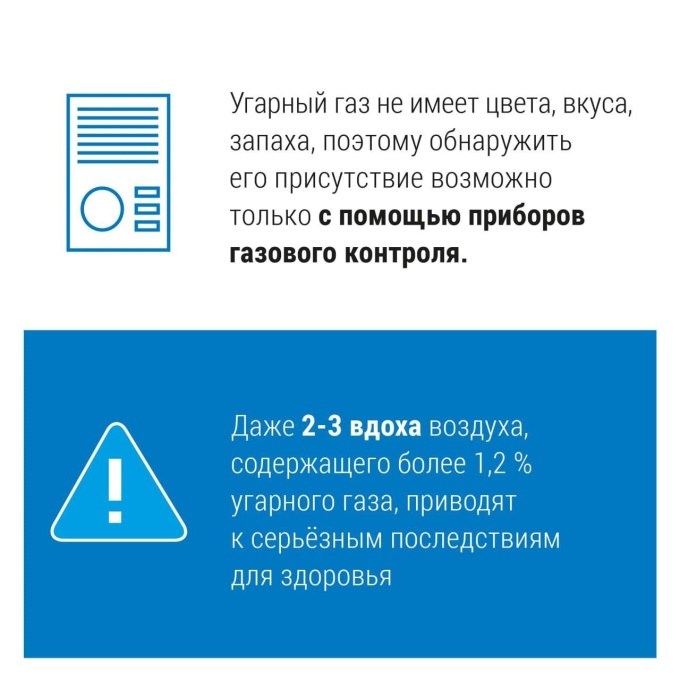 Угарный газ не имеет цвета, вкуса,
запаха, поэтому обнаружить
его присутствие возможно
только с помощью приборов
газового контроля.
Даже 2-3 вдоха воздуха,
содержащего более 1,2 %
угарного газа, приводят
к серьёзным последствиям
для здоровья